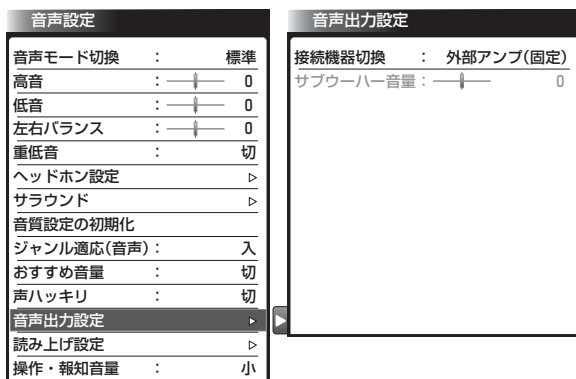 音声設定
音声モード切換 : 標準
高音 : 0
低音 : 0
左右バランス : 0
重低音 : 切
ヘッドホン設定
サラウンド
音質設定の初期化
ジャンル適応(音声) : 入
おすすめ音量 : 切
声ハッキリ : 切
音声出力設定
読み上げ設定
操作・報知音量 : 小
音声出力設定
接続機器切換 : 外部アンプ(固定)
サブウーハー音量 : 0